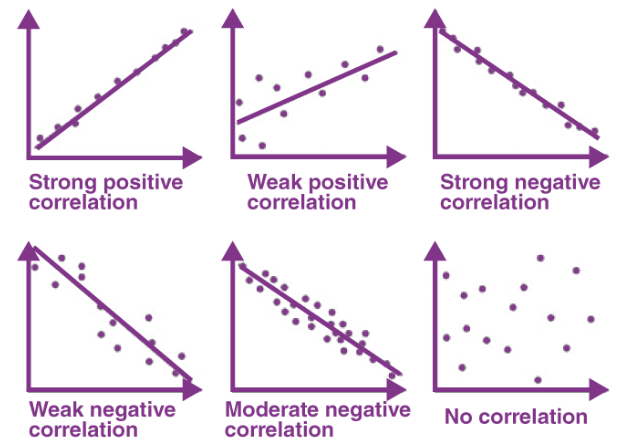 Strong positive
correlation
Weak positive
correlation
Strong negative
correlation
Weak negative
correlation
Moderate negative
correlation
No correlation